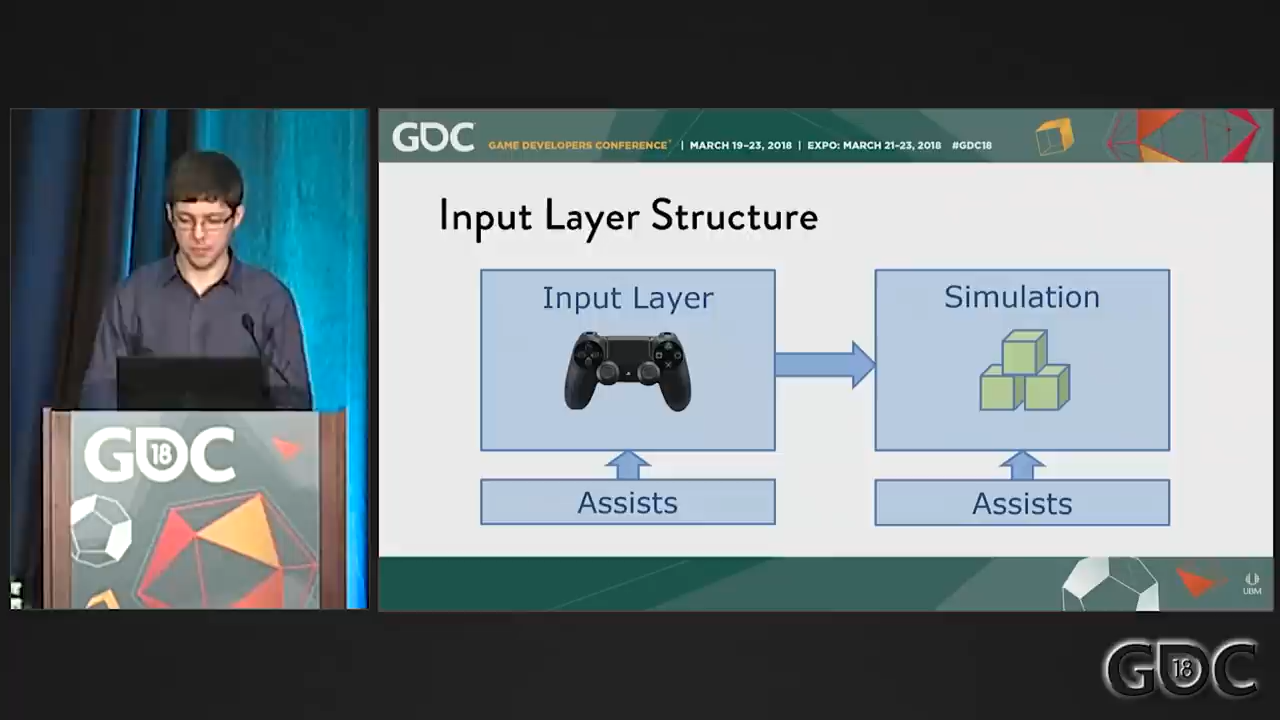 GDC GAME DEVELOPERS CONFERENCE® | MARCH 19–23, 2018 | EXPO: MARCH 21–23, 2018 #GDC18
Input Layer Structure
Input Layer
Simulation
Assists
Assists
GDC
18
UBM
GDC
18